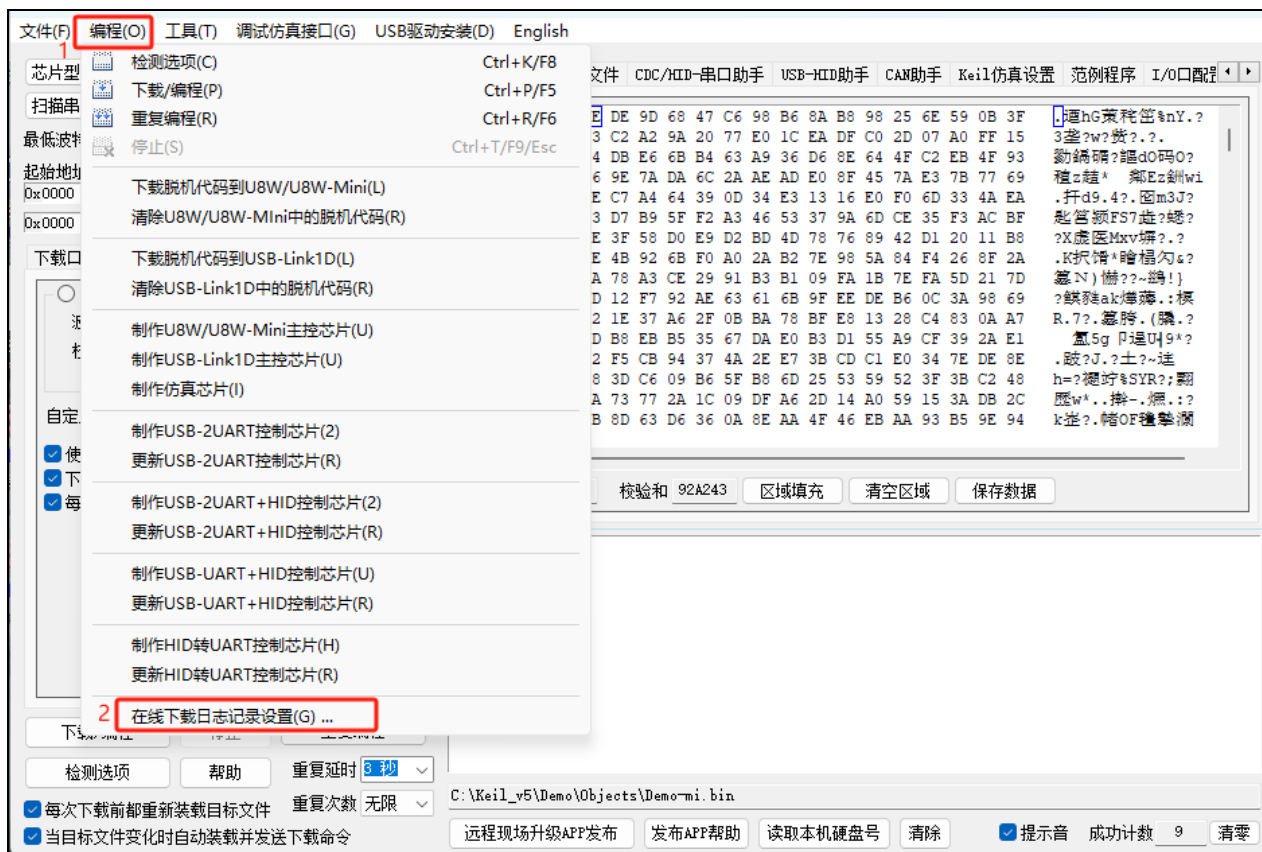 文件(F) 编程(O) 工具(T) 调试仿真接口(G) USB驱动安装(D) English
1
检测选项(C) Ctrl+K/F8
下载/编程(P) Ctrl+P/F5
重复编程(R) Ctrl+R/F6
停止(S) Ctrl+T/F9/Esc
下载脱机代码到U8W/U8W-Mini(L)
清除U8W/U8W-MIni中的脱机代码(R)
下载脱机代码到USB-Link1D(L)
清除USB-Link1D中的脱机代码(R)
制作U8W/U8W-Mini主控芯片(U)
制作USB-Link1D主控芯片(U)
制作仿真芯片(I)
制作USB-2UART控制芯片(2)
更新USB-2UART控制芯片(R)
制作USB-2UART+HID控制芯片(2)
更新USB-2UART+HID控制芯片(R)
制作USB-UART+HID控制芯片(U)
更新USB-UART+HID控制芯片(R)
制作HID转UART控制芯片(H)
更新HID转UART控制芯片(R)
2 在线下载日志记录设置(G) ...
芯片型
扫描串
最低波特
起始地址
0x0000
0x0000
下载口
自定
使
下
每
文件 CDC/HID-串口助手 USB-HID助手 CAN助手 Keil仿真设置 范例程序 I/O口配
E DE 9D 68 47 C6 98 B6 8A B8 98 25 6E 59 0B 3F
3 C2 A2 9A 20 77 E0 1C EA DF C0 2D 07 A0 FF 15
4 DB E6 6B B4 63 A9 36 D6 8E 64 4F C2 EB 4F 93
6 9E 7A DA 6C 2A AE AD E0 8F 45 7A E3 7B 77 69
E C7 A4 64 39 0D 34 E3 13 16 E0 F0 6D 33 4A EA
3 D7 B9 5F F2 A3 46 53 37 9A 6D CE 35 F3 AC BF
E 3F 58 D0 E9 D2 BD 4D 78 76 89 42 D1 20 11 B8
E 4B 92 6B F0 A0 2A B2 7E 98 5A 84 F4 26 8F 2A
A 78 A3 CE 29 91 B3 B1 09 FA 1B 7E FA 5D 21 7D
D 12 F7 92 AE 63 61 6B 9F EE DE B6 0C 3A 98 69
2 1E 37 A6 2F 0B BA 78 BF E8 13 28 C4 83 0A A7
D B8 EB B5 35 67 DA E0 B3 D1 55 A9 CF 39 2A E1
2 F5 CB 94 37 4A 2E E7 3B CD C1 E0 34 7E DE 8E
8 3D C6 09 B6 5F B8 6D 25 53 59 52 3F 3B C2 48
A 73 77 2A 1C 09 DF A6 2D 14 A0 59 15 3A DB 2C
B 8D 63 D6 36 0A 8E AA 4F 46 EB AA 93 B5 9E 94
校验和 92A243 区域填充 清空区域 保存数据
检测选项 帮助 重复延时 3 秒
每次下载前都重新装载目标文件 重复次数 无限
当目标文件变化时自动装载并发送下载命令
C:\Keil_v5\Demo\Objects\Demo-mi.bin
远程现场升级APP发布 发布APP帮助 读取本机硬盘号 清除 提示音 成功计数 9 清零